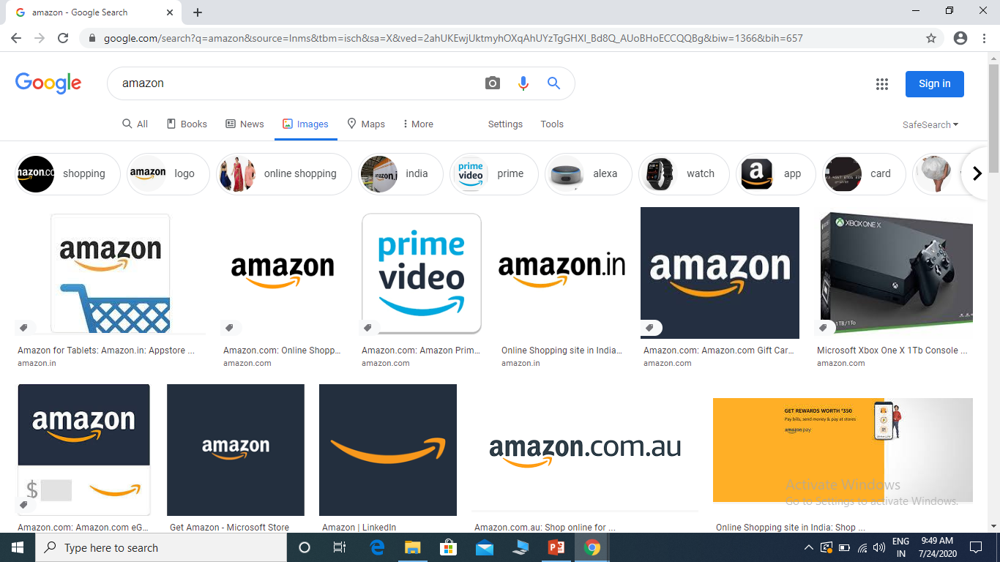 amazon - Google Search
google.com/search?q=amazon&source=lnms&tbm=isch&sa=X&ved=2ahUKEwjUktmyhOXqAhUYzTgGHXI_Bd8Q_AUoBHoECCQQBg&biw=1366&bih=657
Google
amazon
Sign in
All Books News Images Maps More Settings Tools
SafeSearch
shopping logo online shopping india prime alexa watch app card
amazon
amazon
prime
video
amazon.in
amazon
XBOX ONE X
1TB/1To
Amazon for Tablets: Amazon.in: Appstore ...
amazon.in
Amazon.com: Online Shopp...
amazon.com
Amazon.com: Amazon Prim...
amazon.com
Online Shopping site in India...
amazon.in
Amazon.com: Amazon.com Gift Car...
amazon.com
Microsoft Xbox One X 1Tb Console ...
amazon.com
amazon
$
amazon
amazon.com.au
GET REWARDS WORTH ₹350
Pay bills, send money & pay at stores
amazon pay
Activate Windows
Go to Settings to activate Windows.
Amazon.com: Amazon.com eG...
Get Amazon - Microsoft Store
Amazon | LinkedIn
Amazon.com.au: Shop online for ...
Online Shopping site in India: Shop ...
Type here to search
ENG
IN
9:49 AM
7/24/2020